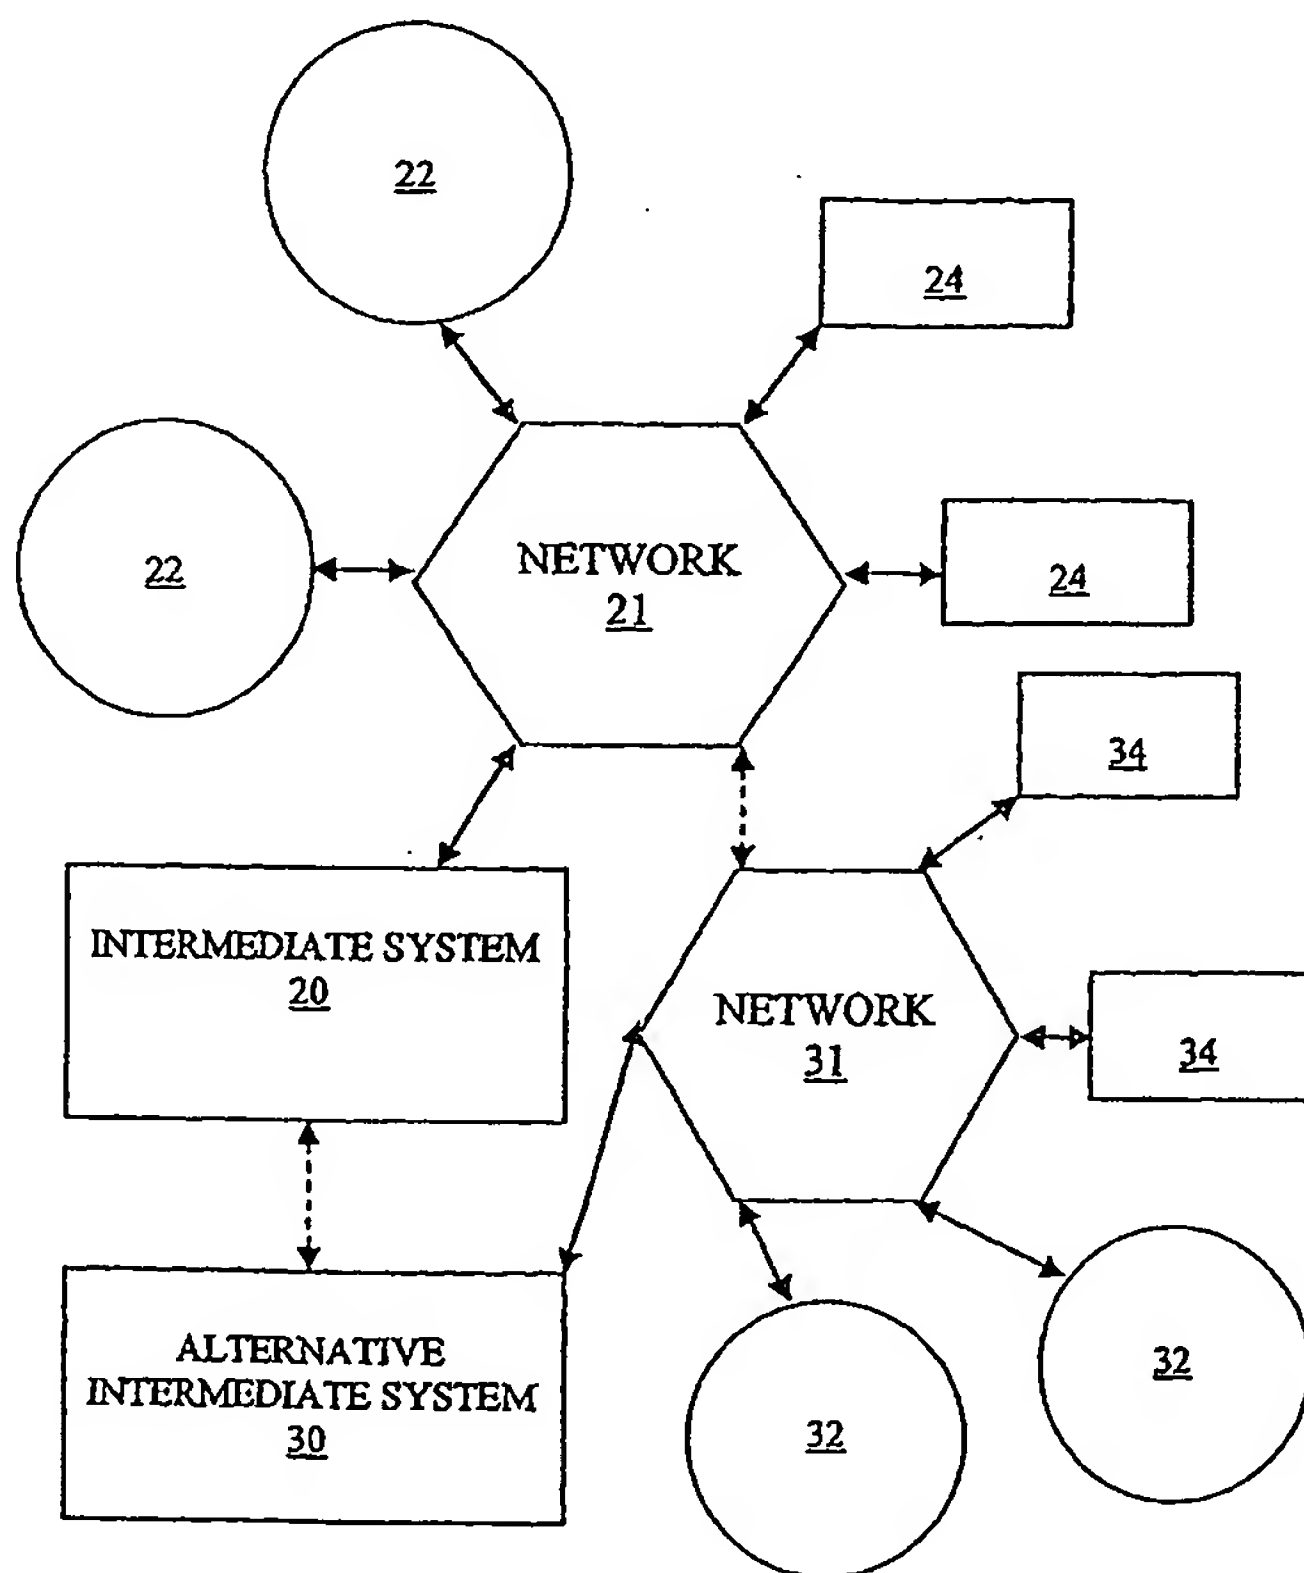 22
24
22
NETWORK
21
24
34
INTERMEDIATE SYSTEM
20
NETWORK
31
34
ALTERNATIVE
INTERMEDIATE SYSTEM
30
32
32